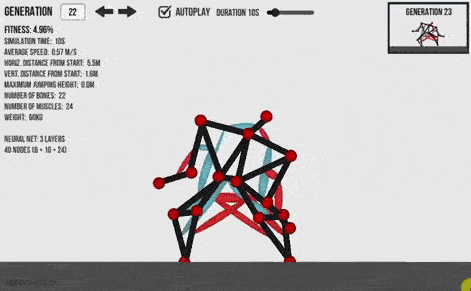 GENERATION 22 AUTOPLAY DURATION 10S
GENERATION 23
FITNESS: 4.96%
SIMULATION TIME: 10S
AVERAGE SPEED: 0.57 M/S
HORIZ. DISTANCE FROM START: 5.5M
VERT. DISTANCE FROM START: 1.6M
MAXIMUM JUMPING HEIGHT: 0.0M
NUMBER OF BONES: 22
NUMBER OF MUSCLES: 24
WEIGHT: 60KG
NEURAL NET: 3 LAYERS
40 NODES (6 + 10 + 24)